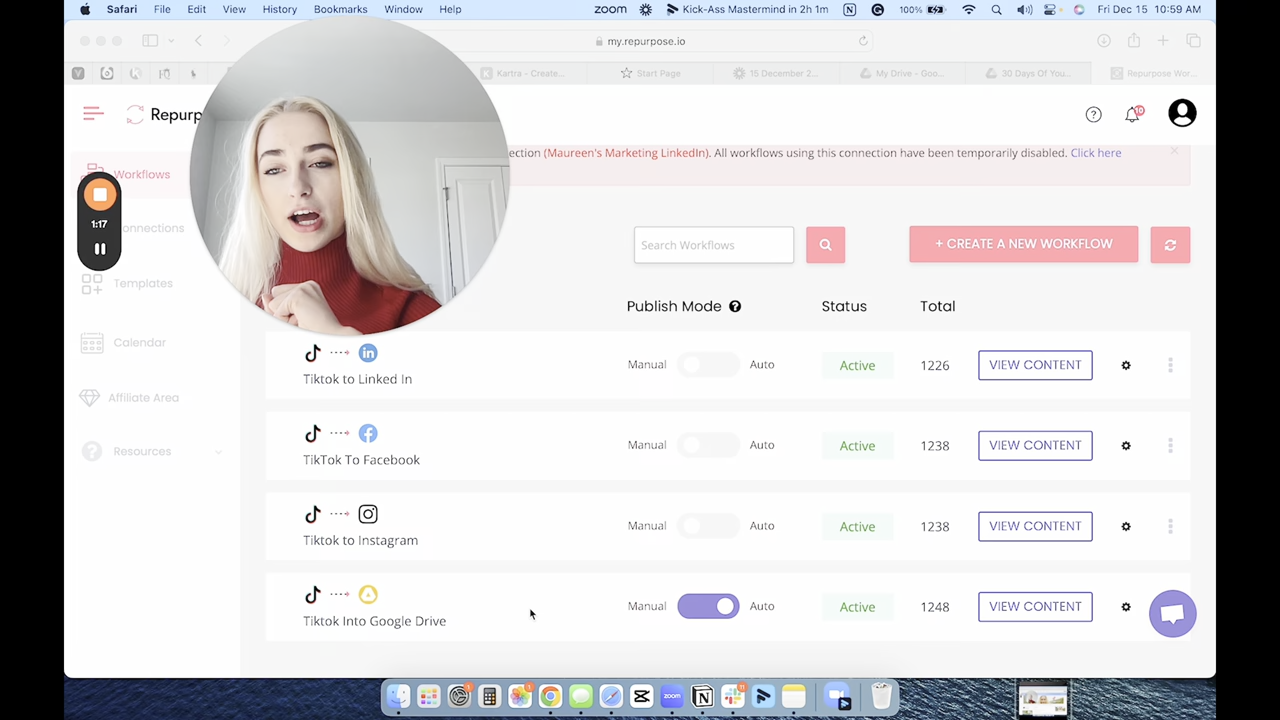 Safari File Edit View History Bookmarks Window Help zoom Kick-Ass Mastermind in 2h 1m 100% Fri Dec 15 10:59 AM
my.repurpose.io
Kartra - Create... Start Page 15 December 2... My Drive - Goo... 30 Days Of You... Repurpose Wor...
Repurp
10
ection (Maureen's Marketing LinkedIn). All workflows using this connection have been temporarily disabled. Click here
Workflows
1:17
onnections
Templates
Calendar
Affiliate Area
Resources
Search Workflows + CREATE A NEW WORKFLOW
Publish Mode Status Total
Tiktok to Linked In Manual Auto Active 1226 VIEW CONTENT
TikTok To Facebook Manual Auto Active 1238 VIEW CONTENT
Tiktok to Instagram Manual Auto Active 1238 VIEW CONTENT
Tiktok Into Google Drive Manual Auto Active 1248 VIEW CONTENT
zoom